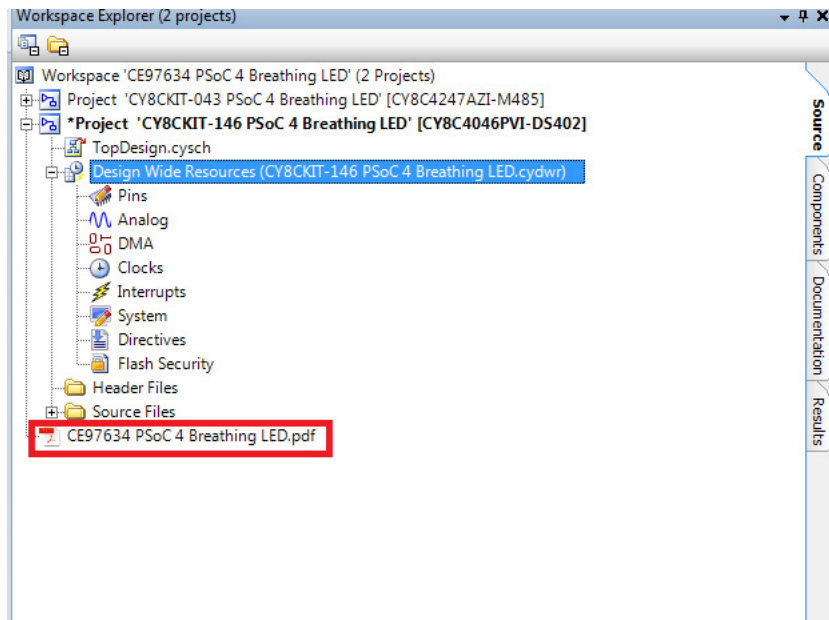 Workspace Explorer (2 projects)
Workspace 'CE97634 PSoC 4 Breathing LED' (2 Projects)
Project 'CY8CKIT-043 PSoC 4 Breathing LED' [CY8C4247AZI-M485]
*Project 'CY8CKIT-146 PSoC 4 Breathing LED' [CY8C4046PVI-DS402]
TopDesign.cysch
Design Wide Resources (CY8CKIT-146 PSoC 4 Breathing LED.cydwr)
Pins
Analog
DMA
Clocks
Interrupts
System
Directives
Flash Security
Header Files
Source Files
CE97634 PSoC 4 Breathing LED.pdf
Source
Components
Documentation
Results